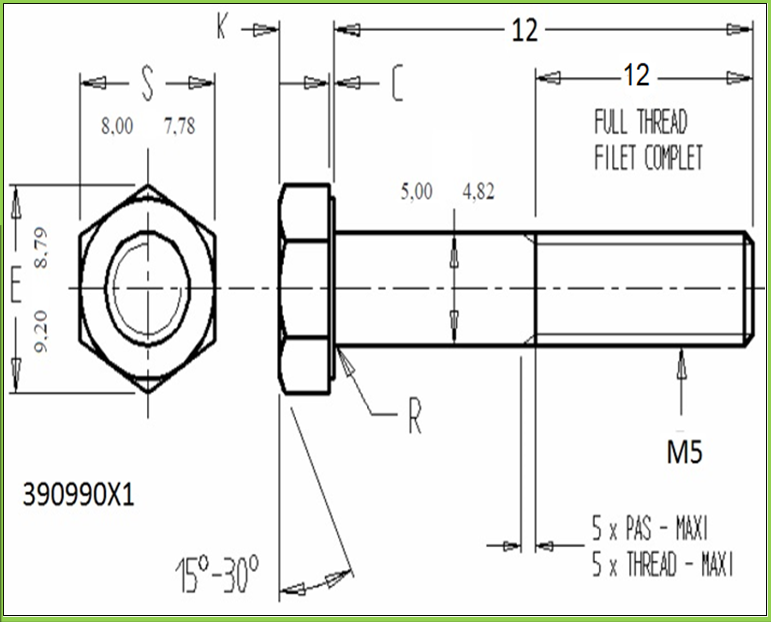 K
12
S
C
12
8,00 7,78
FULL THREAD
FILET COMPLET
5,00 4,82
E
8.79
9.20
R
M5
390990X1
5 x PAS - MAXI
5 x THREAD - MAXI
15°-30°